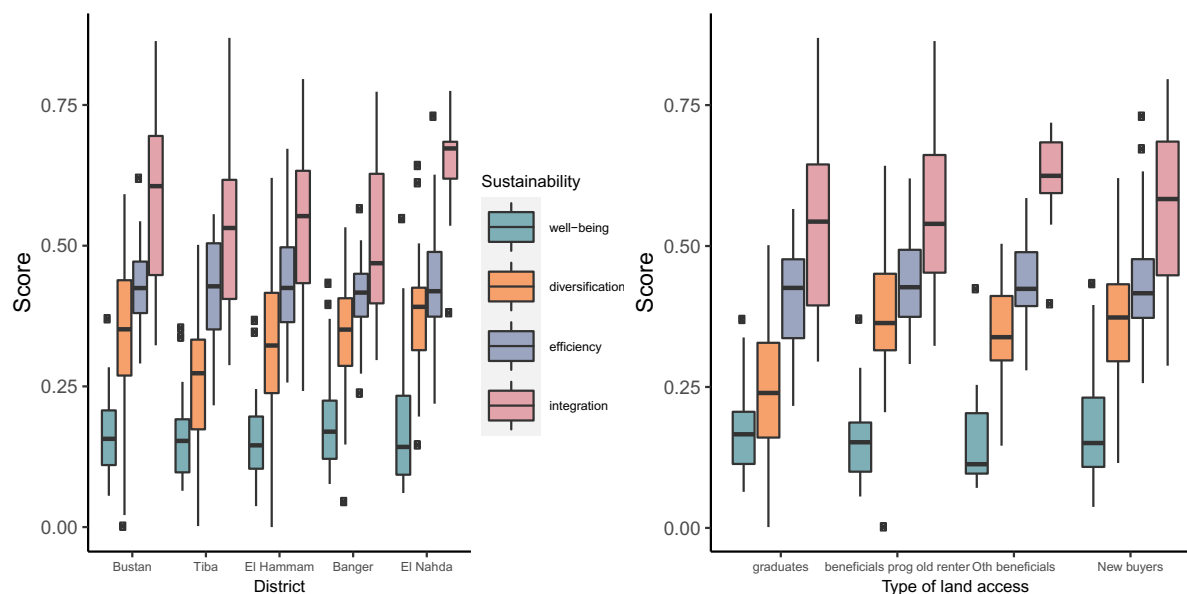 Score
0.75
0.50
0.25
0.00
Bustan
Tiba
El Hammam
Banger
El Nahda
District
Sustainability
well−being
diversification
efficiency
integration
Score
0.75
0.50
0.25
0.00
graduates
beneficials prog old renter
Oth beneficials
New buyers
Type of land access